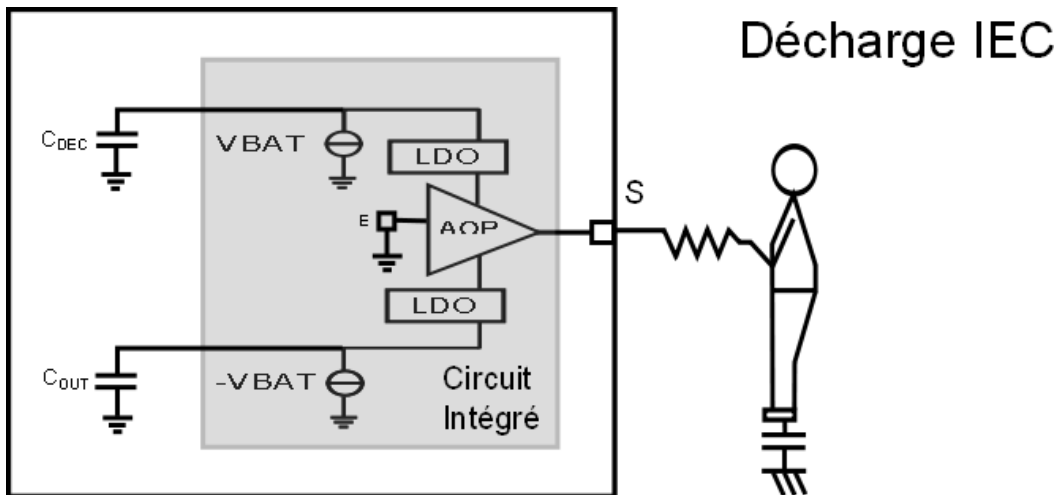 Décharge IEC
CDEC
VBAT
LDO
E
AOP
S
LDO
COUT
-VBAT
Circuit
Intégré